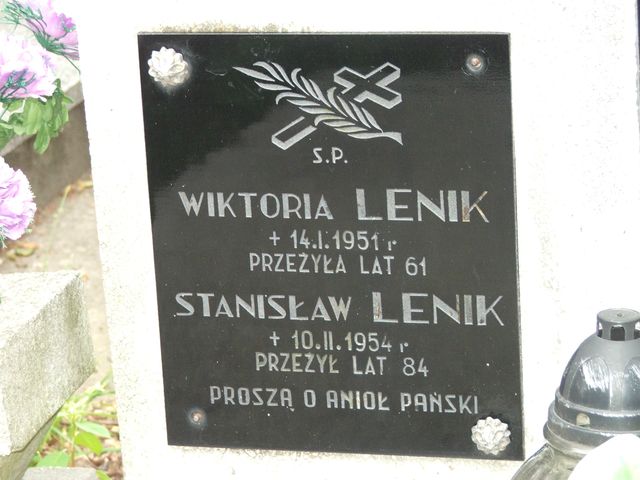 S.P.
WIKTORIA LENIK
+ 14.I.1951 r
PRZEŻYŁA LAT 61
STANISŁAW LENIK
+ 10.II.1954 r
PRZEŻYŁ LAT 84
PROSZĄ O ANIOŁ PAŃSKI